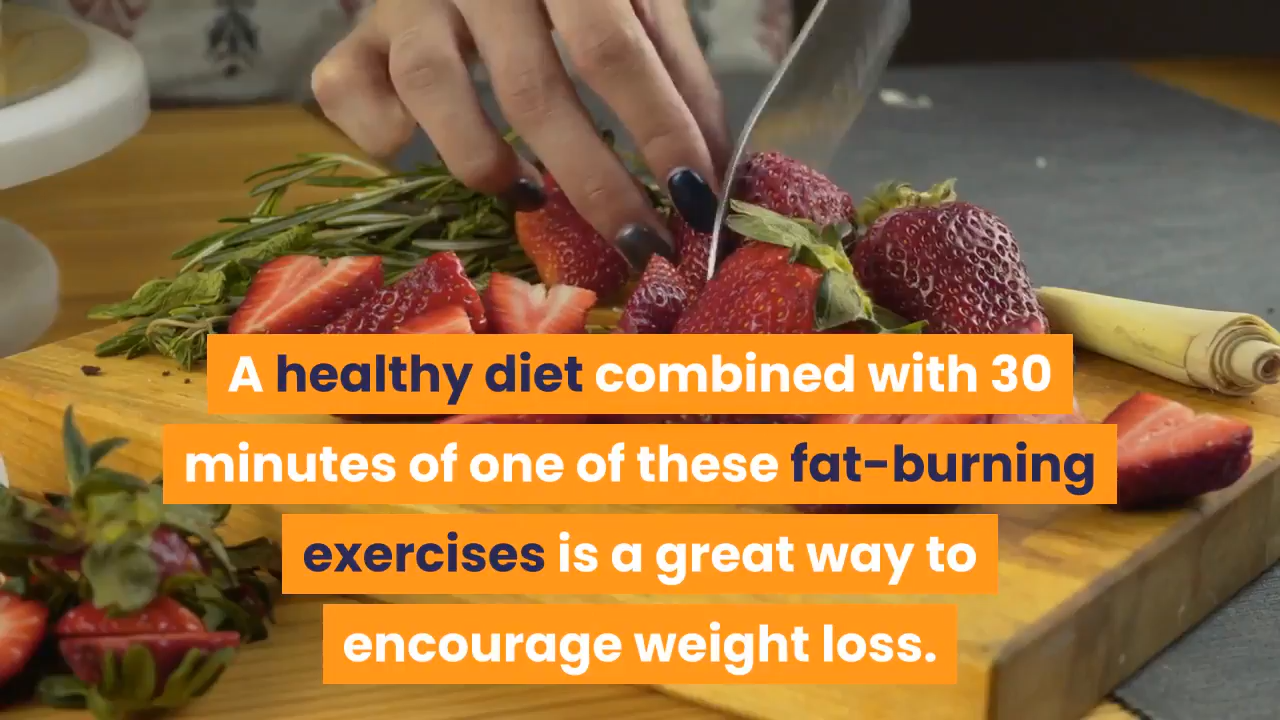 A healthy diet combined with 30
minutes of one of these fat-burning
exercises is a great way to
encourage weight loss.